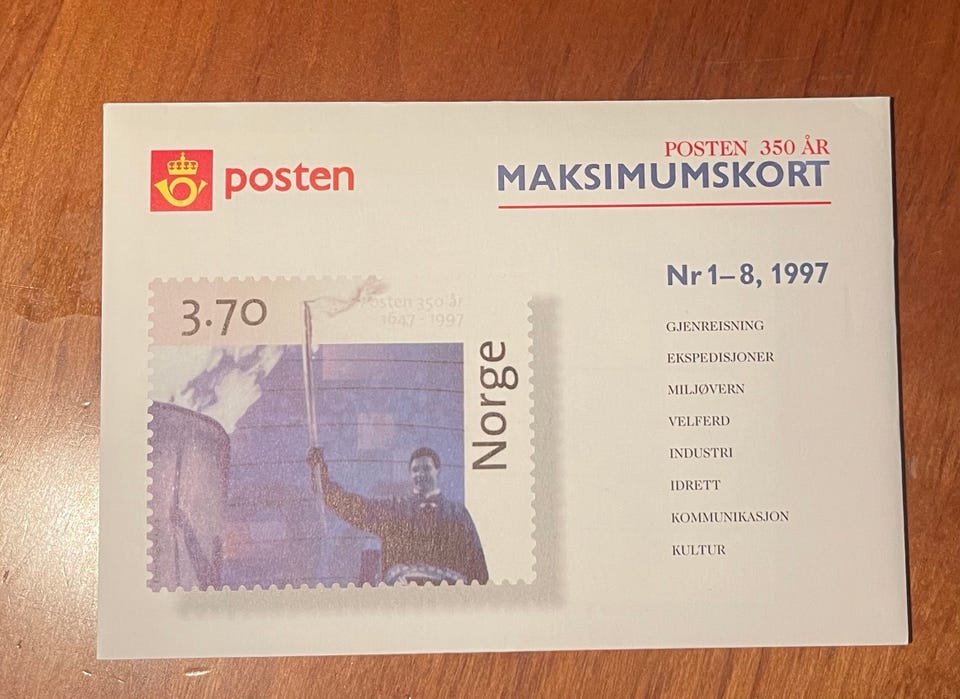 posten
POSTEN 350 ÅR
MAKSIMUMSKORT
Nr 1–8, 1997
3.70
Posten 350 år
1647 - 1997
Norge
GJENREISNING
EKSPEDISJONER
MILJØVERN
VELFERD
INDUSTRI
IDRETT
KOMMUNIKASJON
KULTUR